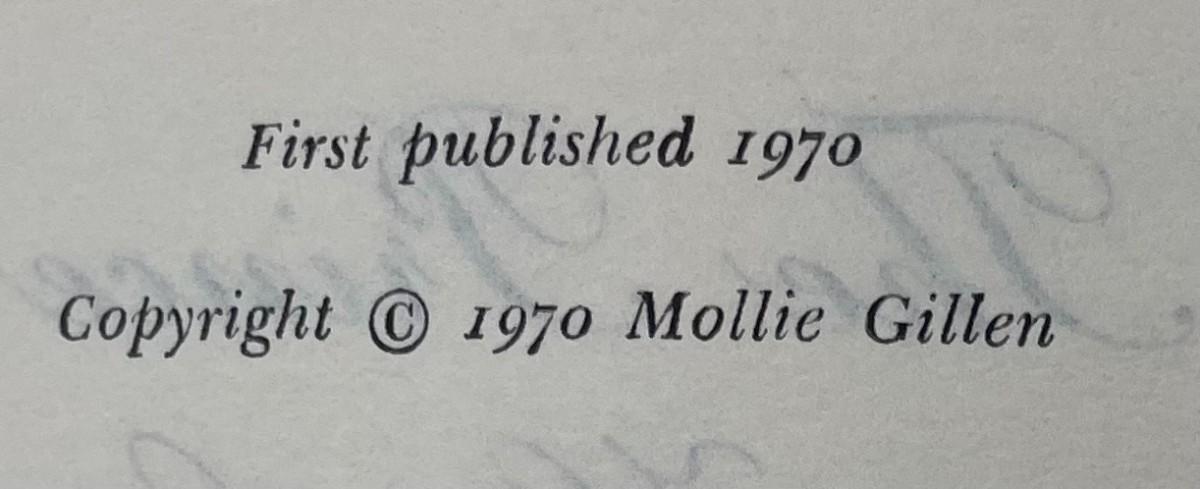 First published 1970
Copyright © 1970 Mollie Gillen